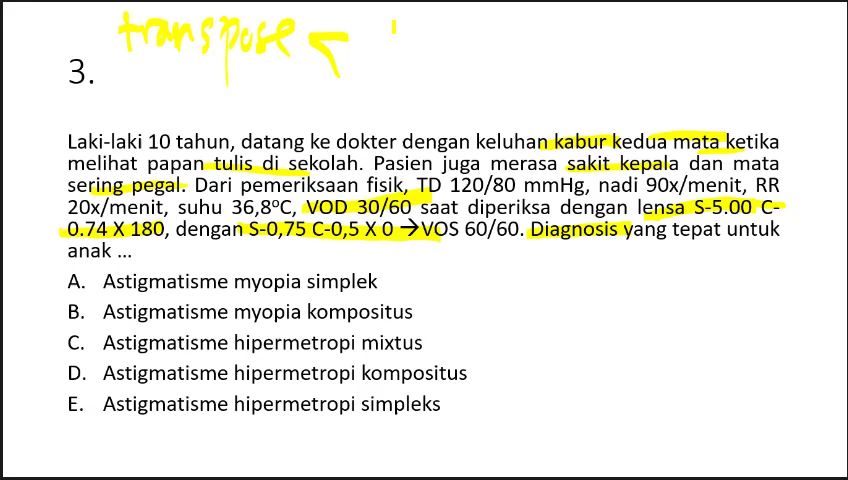 transpose <
3.
Laki-laki 10 tahun, datang ke dokter dengan keluhan kabur kedua mata ketika
melihat papan tulis di sekolah. Pasien juga merasa sakit kepala dan mata
sering pegal. Dari pemeriksaan fisik, TD 120/80 mmHg, nadi 90x/menit, RR
20x/menit, suhu 36,8°C, VOD 30/60 saat diperiksa dengan lensa S-5.00 C-
0.74 X 180, dengan S-0,75 C-0,5 X 0 →VOS 60/60. Diagnosis yang tepat untuk
anak ...
A. Astigmatisme myopia simplek
B. Astigmatisme myopia kompositus
C. Astigmatisme hipermetropi mixtus
D. Astigmatisme hipermetropi kompositus
E. Astigmatisme hipermetropi simpleks